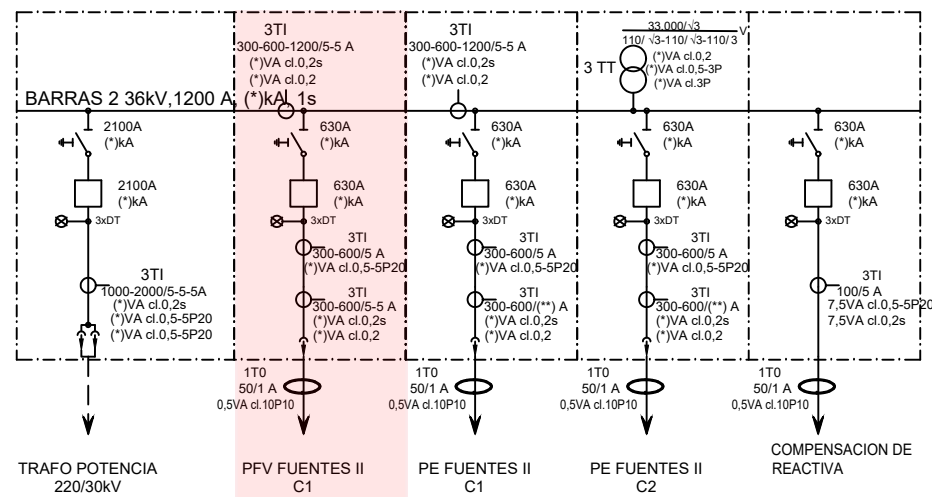 3TI
300-600-1200/5-5 A
(*)VA cl.0,2s
(*)VA cl.0,2
3TI
300-600-1200/5-5 A
(*)VA cl.0,2s
(*)VA cl.0,2
33.000/√3
110/ √3-110/ √3-110/ 3
V
3 TT
(*)VA cl.0,2
(*)VA cl.0,5-3P
(*)VA cl.3P
BARRAS 2 36kV,1200 A, (*)kA, 1s
2100A
(*)kA
630A
(*)kA
630A
(*)kA
630A
(*)kA
630A
(*)kA
2100A
(*)kA
630A
(*)kA
630A
(*)kA
630A
(*)kA
630A
(*)kA
3xDT
3xDT
3xDT
3xDT
3TI
300-600/5 A
(*)VA cl.0,5-5P20
3TI
300-600/5 A
(*)VA cl.0,5-5P20
3TI
300-600/5 A
(*)VA cl.0,5-5P20
3TI
1000-2000/5-5-5A
(*)VA cl.0,2s
(*)VA cl.0,5-5P20
(*)VA cl.0,5-5P20
3TI
300-600/5-5 A
(*)VA cl.0,2s
(*)VA cl.0,2
3TI
300-600/(**) A
(*)VA cl.0,2s
(*)VA cl.0,2
3TI
300-600/(**) A
(*)VA cl.0,2s
(*)VA cl.0,2
3TI
100/5 A
7,5VA cl.0,5-5P20
7,5VA cl.0,2s
1T0
50/1 A
0,5VA cl.10P10
1T0
50/1 A
0,5VA cl.10P10
1T0
50/1 A
0,5VA cl.10P10
1T0
50/1 A
0,5VA cl.10P10
TRAFO POTENCIA
220/30kV
PFV FUENTES II
C1
PE FUENTES II
C1
PE FUENTES II
C2
COMPENSACION DE
REACTIVA